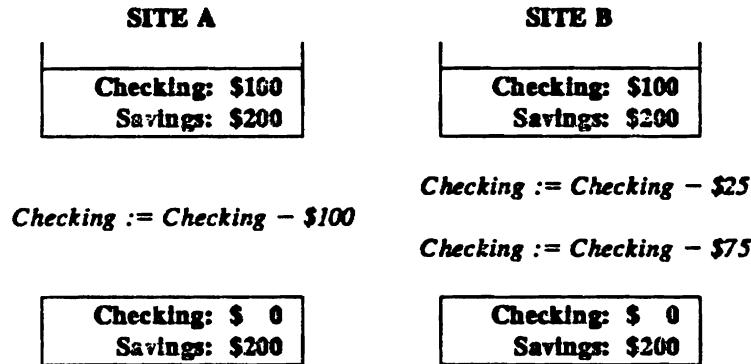 SITE A
Checking: $100
Savings: $200
Checking := Checking − $100
Checking: $ 0
Savings: $200
SITE B
Checking: $100
Savings: $200
Checking := Checking − $25
Checking := Checking − $75
Checking: $ 0
Savings: $200